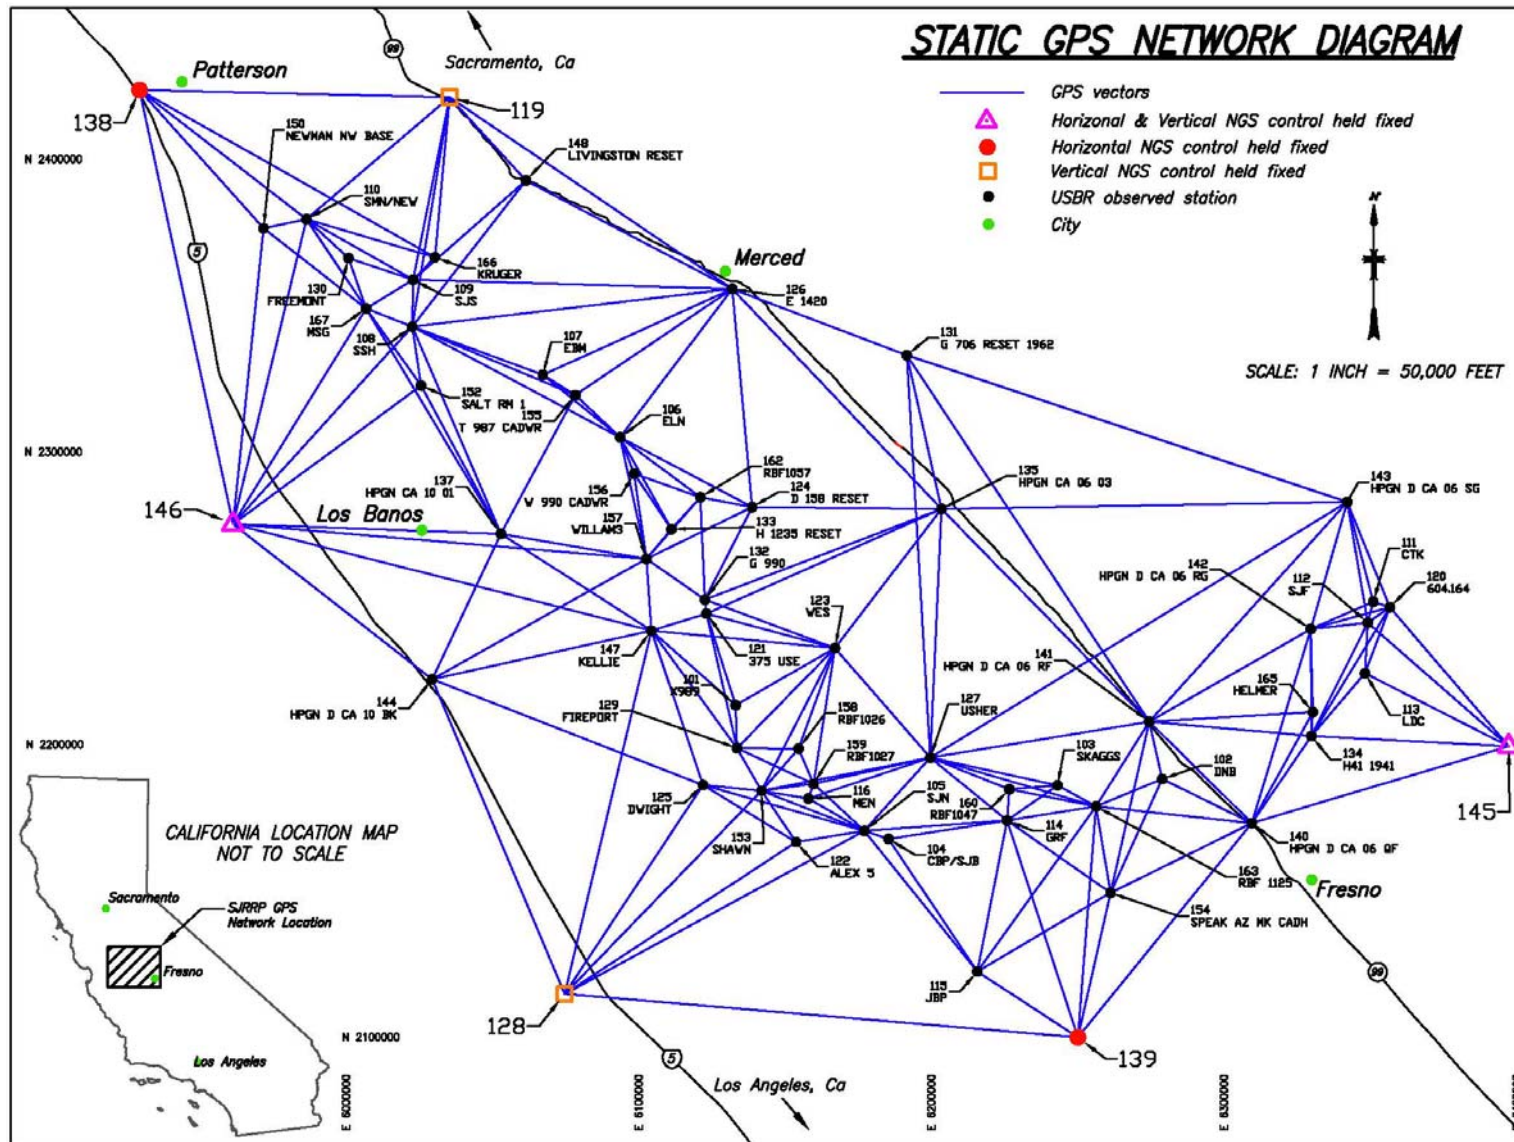 STATIC GPS NETWORK DIAGRAM
GPS vectors
Horizonal & Vertical NGS control held fixed
Horizontal NGS control held fixed
Vertical NGS control held fixed
USBR observed station
City
N
SCALE: 1 INCH = 50,000 FEET
99
Sacramento, Ca
Patterson
138
119
150
NEWMAN NW BASE
148
LIVINGSTON RESET
N 2400000
110
SMN/NEW
5
Merced
166
KRUGER
130
FREEMONT
109
SJS
126
E 1420
167
MSG
108
SSH
107
EBM
131
G 706 RESET 1962
152
SALT RM 1
155
T 987 CADWR
106
ELN
N 2300000
137
HPGN CA 10 01
156
W 990 CADWR
162
RBF1057
124
D 158 RESET
135
HPGN CA 06 03
143
HPGN D CA 06 SG
146
Los Banos
157
WILLAM3
133
H 1235 RESET
132
G 990
111
CTK
142
HPGN D CA 06 RG
112
SJF
120
604.164
123
WES
147
KELLIE
121
375 USE
141
HPGN D CA 06 RF
144
HPGN D CA 10 BK
101
X989
129
FIREPORT
158
RBF1026
127
USHER
165
HELMER
113
LDC
N 2200000
159
RBF1027
103
SKAGGS
102
DNB
134
H41 1941
125
DWIGHT
116
MEN
105
SJN
160
RBF1047
145
153
SHAWN
122
ALEX 5
104
CBP/SJB
114
GRF
163
RBF 1125
140
HPGN D CA 06 QF
Fresno
154
SPEAK AZ MK CADH
CALIFORNIA LOCATION MAP
NOT TO SCALE
Sacramento
SJRRP GPS
Network Location
Fresno
Los Angeles
115
JBP
99
128
139
N 2100000
5
Los Angeles, Ca
E 6000000
E 6100000
E 6200000
E 6300000